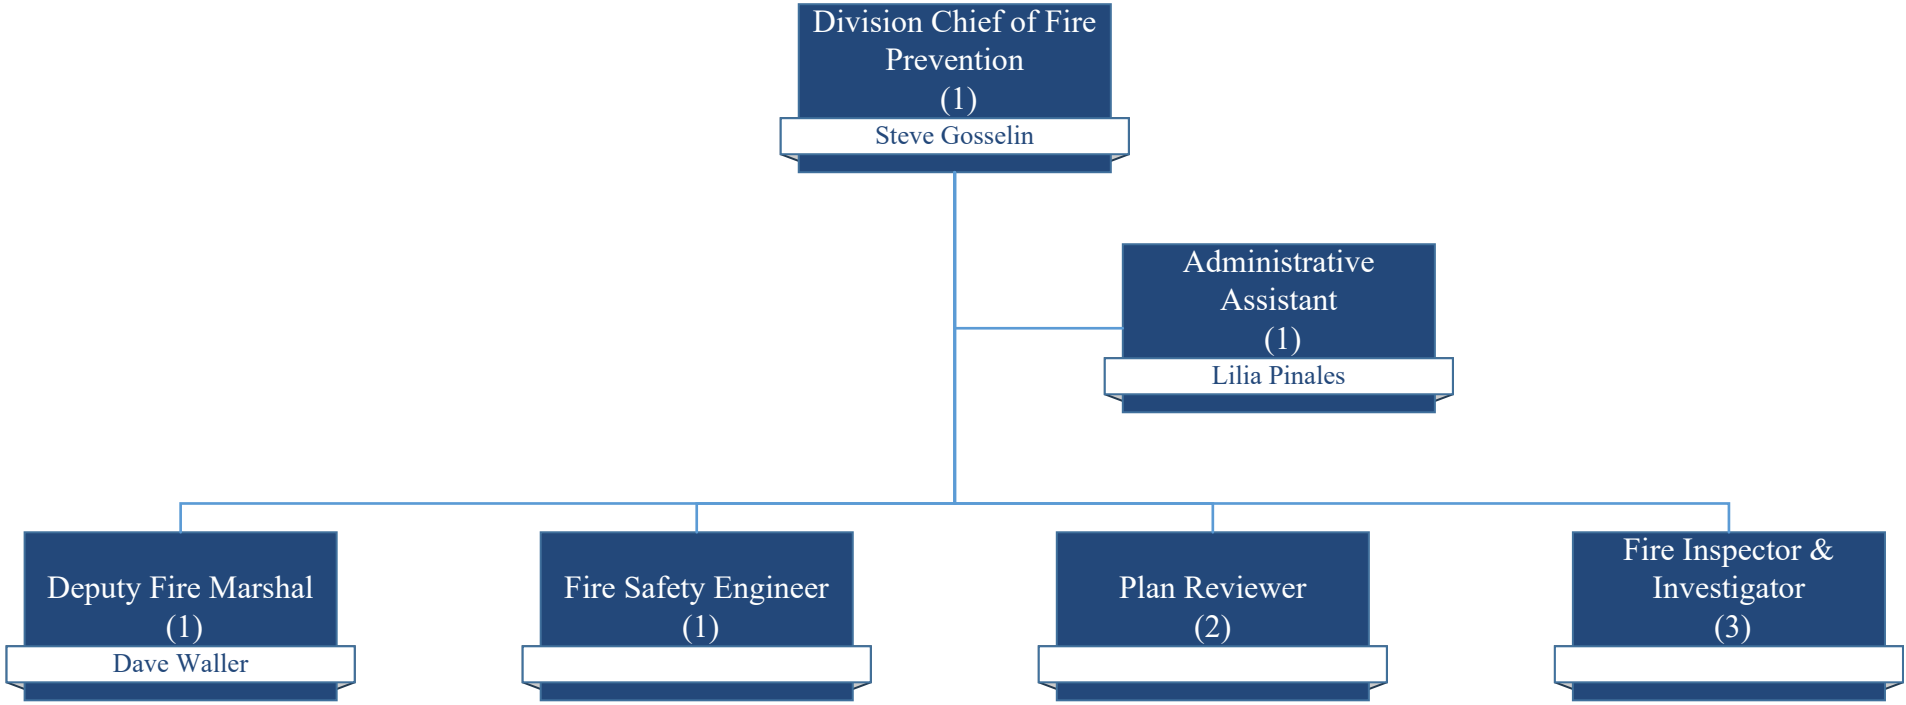 Division Chief of Fire
Prevention
(1)
Steve Gosselin
Administrative
Assistant
(1)
Lilia Pinales
Deputy Fire Marshal
(1)
Dave Waller
Fire Safety Engineer
(1)
Plan Reviewer
(2)
Fire Inspector &
Investigator
(3)